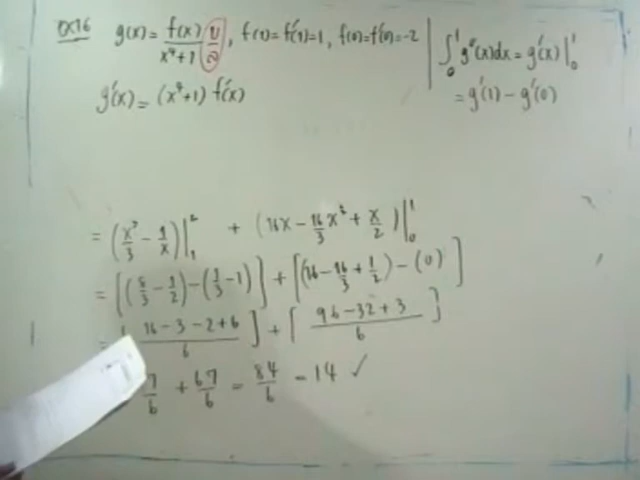 EX16 g(x) = f(x)/(x⁴+1) (u/v), f(1)=f'(1)=1, f(0)=f'(0)=-2
∫₀¹ g''(x)dx = g'(x)|₀¹
= g'(1) - g'(0)
g'(x) = (x⁴+1) f'(x)
= (x³/3 - 1/x)|₁² + (16x - 16/3 x³ + x/2)|₀¹
= [(8/3 - 1/2) - (1/3 - 1)] + [(16 - 16/3 + 1/2) - (0)]
= [16-3-2+6 / 6] + [96-32+3 / 6]
7/6 + 67/6 = 84/6 = 14 ✓